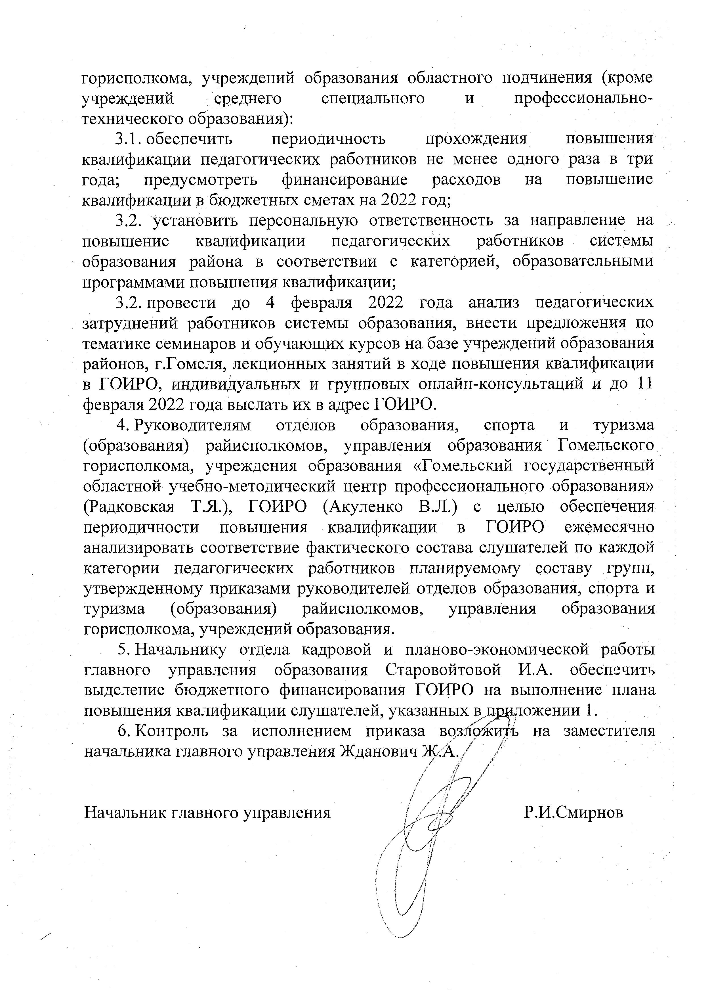 горисполкома, учреждений образования областного подчинения (кроме
учреждений среднего специального и профессионально-
технического образования):
3.1. обеспечить периодичность прохождения повышения
квалификации педагогических работников не менее одного раза в три
года; предусмотреть финансирование расходов на повышение
квалификации в бюджетных сметах на 2022 год;
3.2. установить персональную ответственность за направление на
повышение квалификации педагогических работников системы
образования района в соответствии с категорией, образовательными
программами повышения квалификации;
3.2. провести до 4 февраля 2022 года анализ педагогических
затруднений работников системы образования, внести предложения по
тематике семинаров и обучающих курсов на базе учреждений образования
районов, г.Гомеля, лекционных занятий в ходе повышения квалификации
в ГОИРО, индивидуальных и групповых онлайн-консультаций и до 11
февраля 2022 года выслать их в адрес ГОИРО.
4. Руководителям отделов образования, спорта и туризма
(образования) райисполкомов, управления образования Гомельского
горисполкома, учреждения образования «Гомельский государственный
областной учебно-методический центр профессионального образования»
(Радковская Т.Я.), ГОИРО (Акуленко В.Л.) с целью обеспечения
периодичности повышения квалификации в ГОИРО ежемесячно
анализировать соответствие фактического состава слушателей по каждой
категории педагогических работников планируемому составу групп,
утвержденному приказами руководителей отделов образования, спорта и
туризма (образования) райисполкомов, управления образования
горисполкома, учреждений образования.
5. Начальнику отдела кадровой и планово-экономической работы
главного управления образования Старовойтовой И.А. обеспечить
выделение бюджетного финансирования ГОИРО на выполнение плана
повышения квалификации слушателей, указанных в приложении 1.
6. Контроль за исполнением приказа возложить на заместителя
начальника главного управления Жданович Ж.А.
Начальник главного управления Р.И.Смирнов